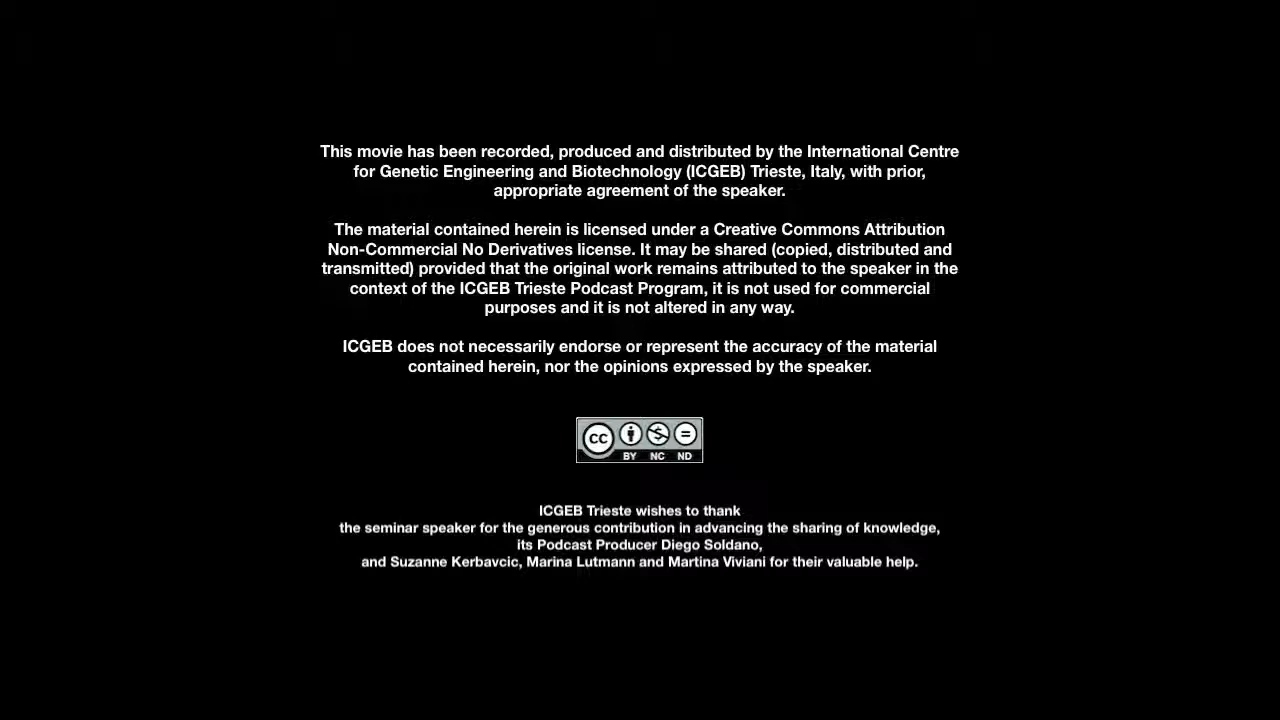 This movie has been recorded, produced and distributed by the International Centre
for Genetic Engineering and Biotechnology (ICGEB) Trieste, Italy, with prior,
appropriate agreement of the speaker.
The material contained herein is licensed under a Creative Commons Attribution
Non-Commercial No Derivatives license. It may be shared (copied, distributed and
transmitted) provided that the original work remains attributed to the speaker in the
context of the ICGEB Trieste Podcast Program, it is not used for commercial
purposes and it is not altered in any way.
ICGEB does not necessarily endorse or represent the accuracy of the material
contained herein, nor the opinions expressed by the speaker.
CC
BY NC ND
ICGEB Trieste wishes to thank
the seminar speaker for the generous contribution in advancing the sharing of knowledge,
its Podcast Producer Diego Soldano,
and Suzanne Kerbavcic, Marina Lutmann and Martina Viviani for their valuable help.